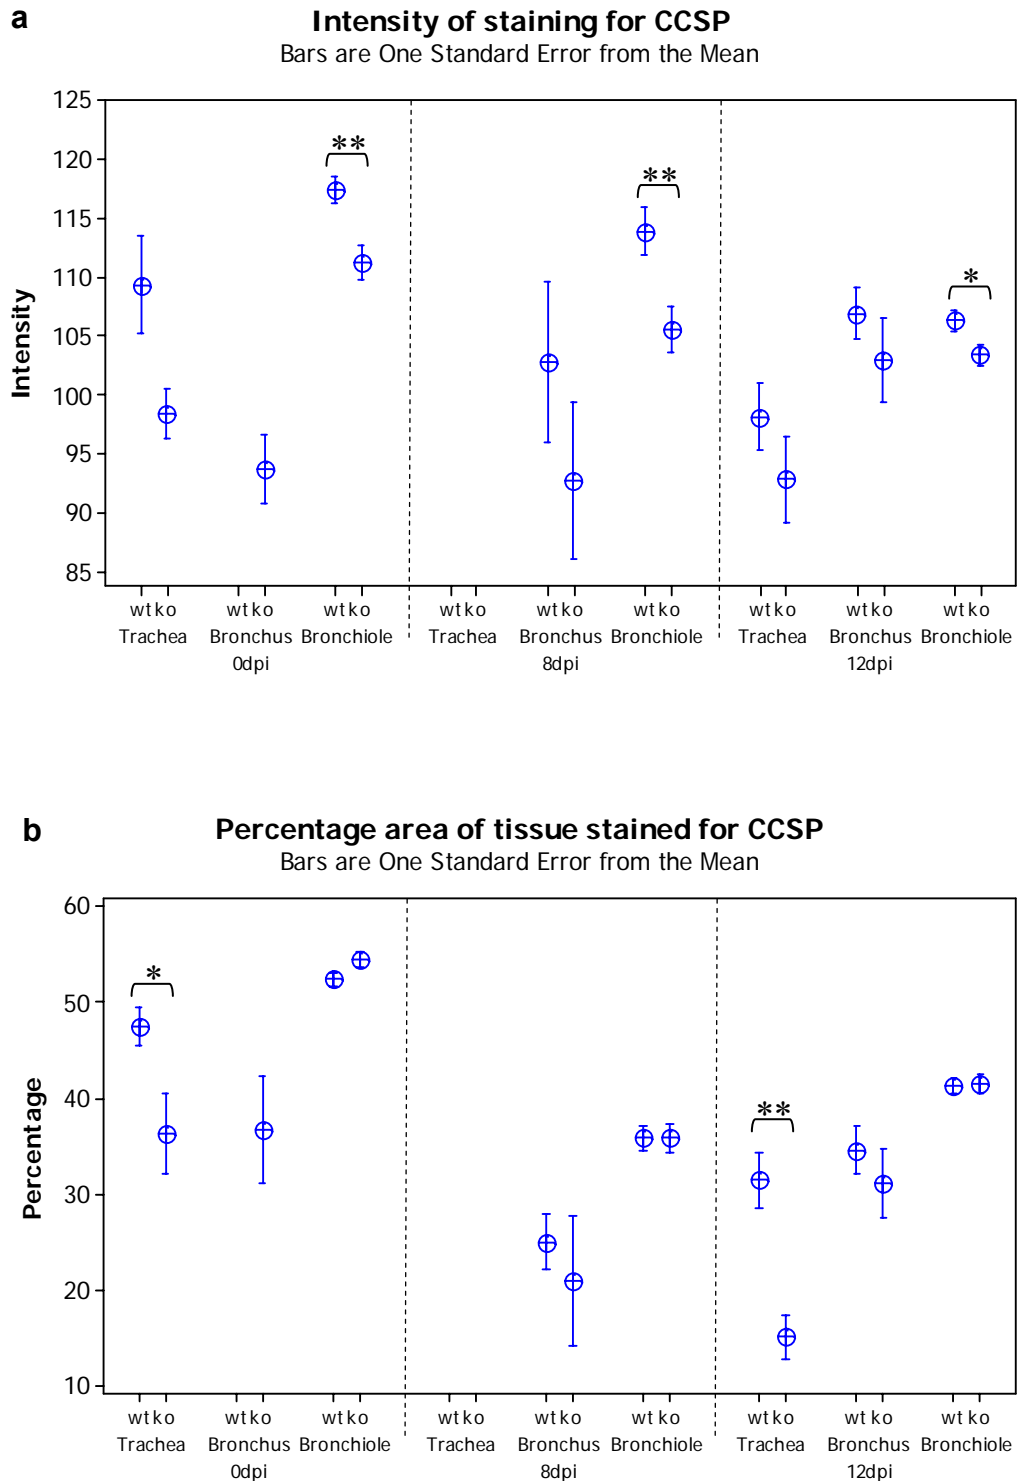 a
Intensity of staining for CCSP
Bars are One Standard Error from the Mean
125
120
115
110
105
100
95
90
85
Intensity
**
**
*
wt ko wt ko wt ko wt ko wt ko wt ko wt ko wt ko wt ko
Trachea Bronchus Bronchiole Trachea Bronchus Bronchiole Trachea Bronchus Bronchiole
0dpi 8dpi 12dpi
b
Percentage area of tissue stained for CCSP
Bars are One Standard Error from the Mean
60
50
40
30
20
10
Percentage
*
**
wt ko wt ko wt ko wt ko wt ko wt ko wt ko wt ko wt ko
Trachea Bronchus Bronchiole Trachea Bronchus Bronchiole Trachea Bronchus Bronchiole
0dpi 8dpi 12dpi